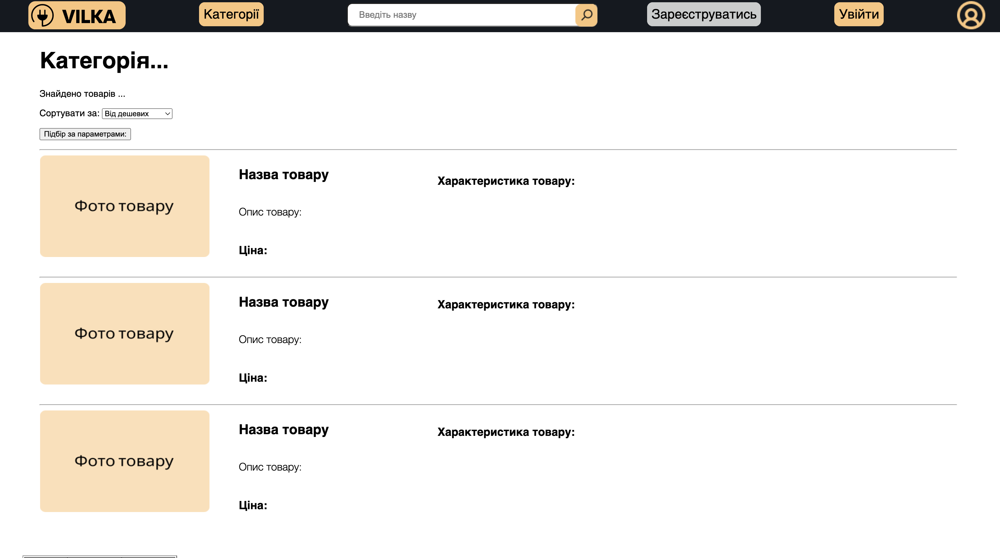 VILKA
Категорії
Введіть назву
Зареєструватись
Увійти
Категорія...
Знайдено товарів ...
Сортувати за: Від дешевих
Підбір за параметрами:
Фото товару
Назва товару
Опис товару:
Ціна:
Характеристика товару:
Фото товару
Назва товару
Опис товару:
Ціна:
Характеристика товару:
Фото товару
Назва товару
Опис товару:
Ціна:
Характеристика товару: